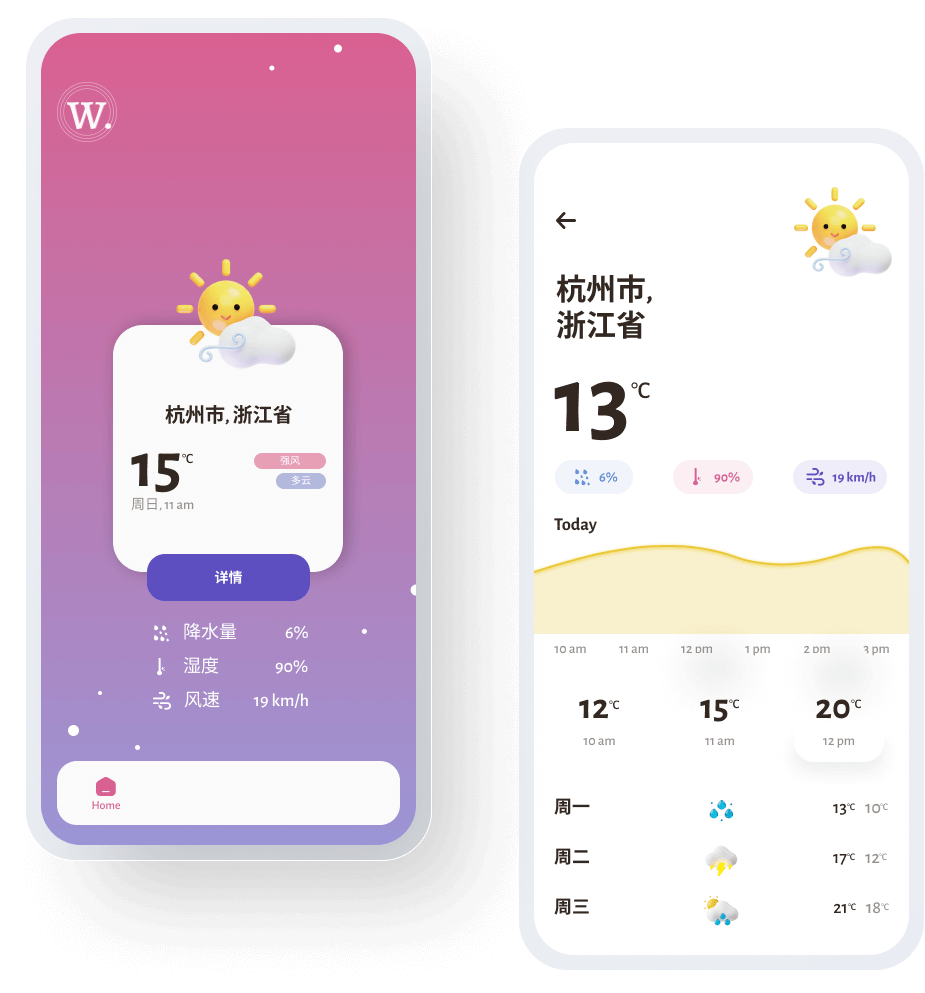 W.
杭州市, 浙江省
15℃
强风
多云
周日, 11 am
详情
降水量 6%
湿度 90%
风速 19 km/h
Home
杭州市,
浙江省
13℃
6% 90% 19 km/h
Today
10 am 11 am 12 pm 1 pm 2 pm 3 pm
12℃ 15℃ 20℃
10 am 11 am 12 pm
周一 13℃ 10℃
周二 17℃ 12℃
周三 21℃ 18℃